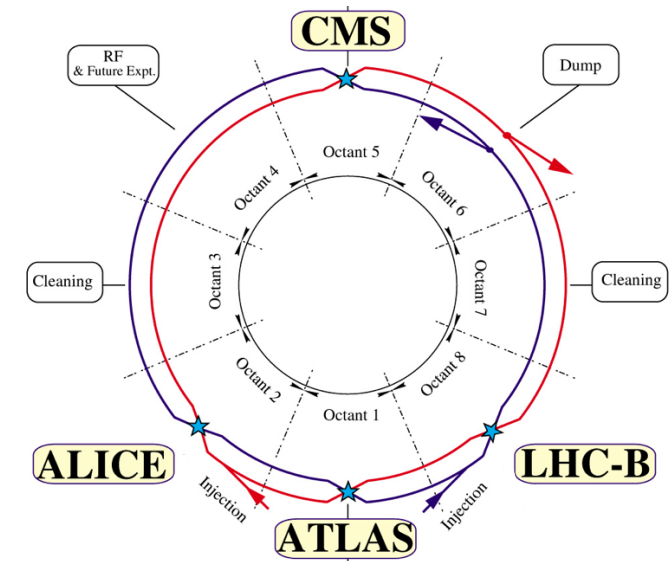 CMS
RF
& Future Expt.
Dump
Octant 5
Octant 4
Octant 6
Cleaning
Octant 3
Octant 7
Cleaning
Octant 2
Octant 8
Octant 1
ALICE
LHC-B
Injection
Injection
ATLAS